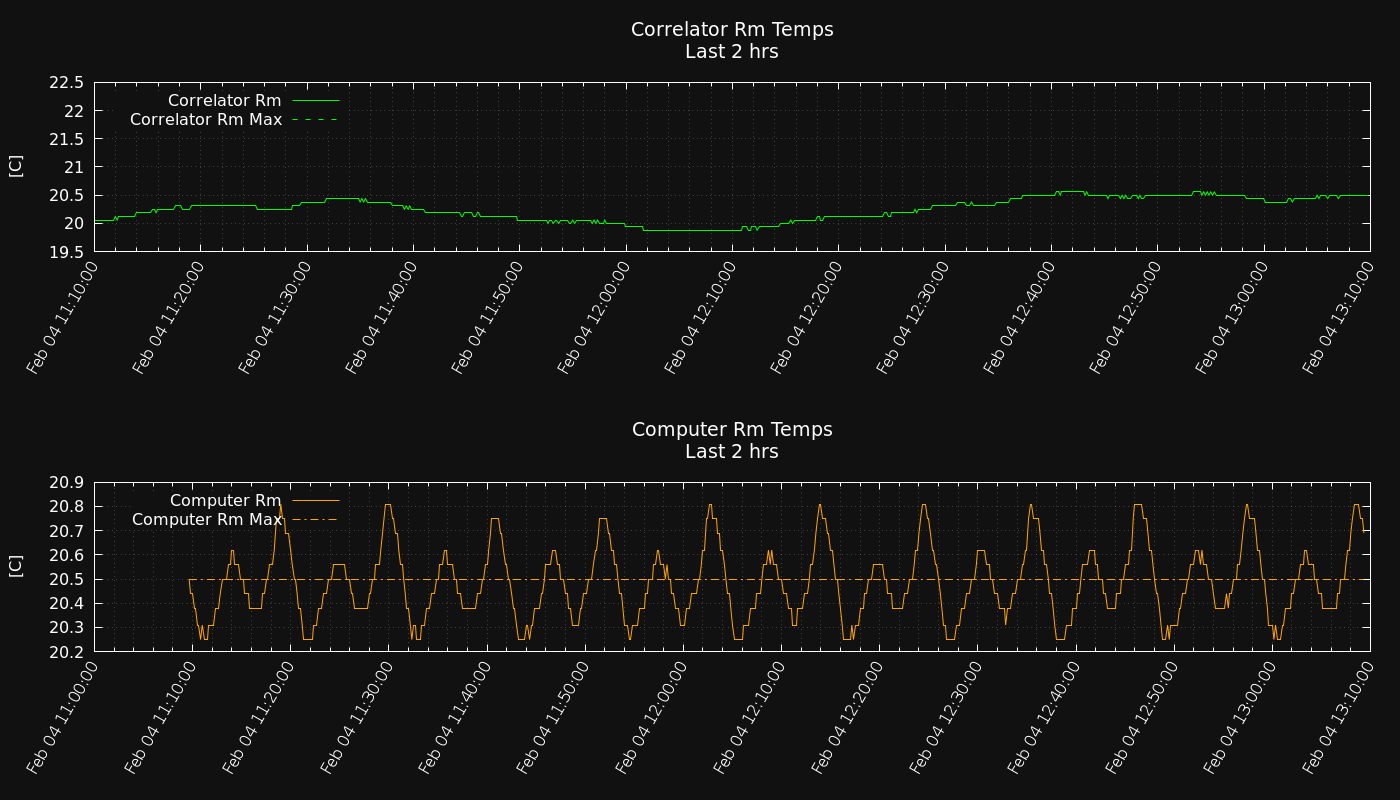 Correlator Rm Temps
Last 2 hrs
[C]
22.5
22
21.5
21
20.5
20
19.5
Correlator Rm
Correlator Rm Max
Feb 04 11:10:00
Feb 04 11:20:00
Feb 04 11:30:00
Feb 04 11:40:00
Feb 04 11:50:00
Feb 04 12:00:00
Feb 04 12:10:00
Feb 04 12:20:00
Feb 04 12:30:00
Feb 04 12:40:00
Feb 04 12:50:00
Feb 04 13:00:00
Feb 04 13:10:00
Computer Rm Temps
Last 2 hrs
[C]
20.9
20.8
20.7
20.6
20.5
20.4
20.3
20.2
Computer Rm
Computer Rm Max
Feb 04 11:00:00
Feb 04 11:10:00
Feb 04 11:20:00
Feb 04 11:30:00
Feb 04 11:40:00
Feb 04 11:50:00
Feb 04 12:00:00
Feb 04 12:10:00
Feb 04 12:20:00
Feb 04 12:30:00
Feb 04 12:40:00
Feb 04 12:50:00
Feb 04 13:00:00
Feb 04 13:10:00